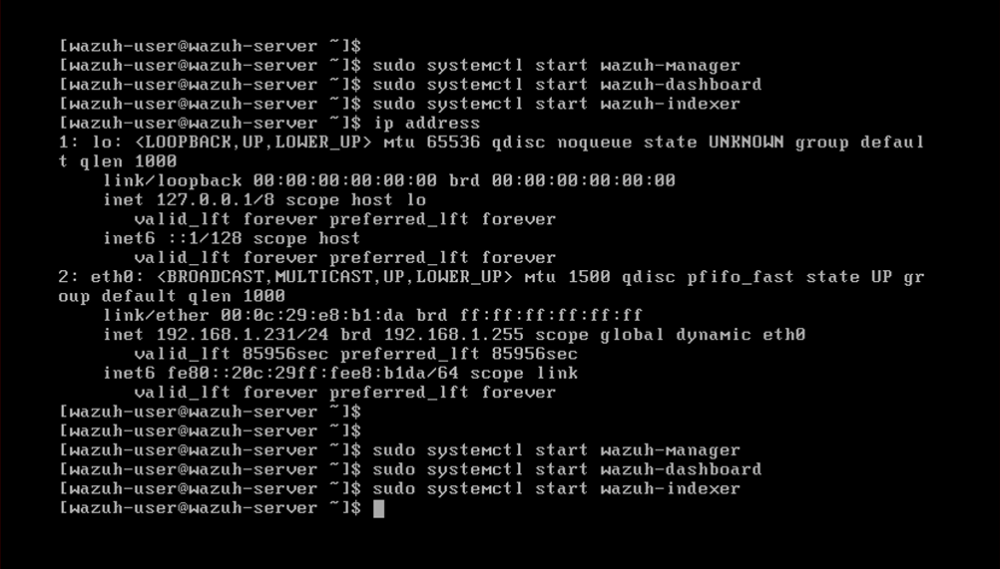 [wazuh-user@wazuh-server ~]$
[wazuh-user@wazuh-server ~]$ sudo systemctl start wazuh-manager
[wazuh-user@wazuh-server ~]$ sudo systemctl start wazuh-dashboard
[wazuh-user@wazuh-server ~]$ sudo systemctl start wazuh-indexer
[wazuh-user@wazuh-server ~]$ ip address
1: lo: <LOOPBACK,UP,LOWER_UP> mtu 65536 qdisc noqueue state UNKNOWN group defaul
t qlen 1000
    link/loopback 00:00:00:00:00:00 brd 00:00:00:00:00:00
    inet 127.0.0.1/8 scope host lo
       valid_lft forever preferred_lft forever
    inet6 ::1/128 scope host
       valid_lft forever preferred_lft forever
2: eth0: <BROADCAST,MULTICAST,UP,LOWER_UP> mtu 1500 qdisc pfifo_fast state UP gr
oup default qlen 1000
    link/ether 00:0c:29:e8:b1:da brd ff:ff:ff:ff:ff:ff
    inet 192.168.1.231/24 brd 192.168.1.255 scope global dynamic eth0
       valid_lft 85956sec preferred_lft 85956sec
    inet6 fe80::20c:29ff:fee8:b1da/64 scope link
       valid_lft forever preferred_lft forever
[wazuh-user@wazuh-server ~]$
[wazuh-user@wazuh-server ~]$
[wazuh-user@wazuh-server ~]$ sudo systemctl start wazuh-manager
[wazuh-user@wazuh-server ~]$ sudo systemctl start wazuh-dashboard
[wazuh-user@wazuh-server ~]$ sudo systemctl start wazuh-indexer
[wazuh-user@wazuh-server ~]$